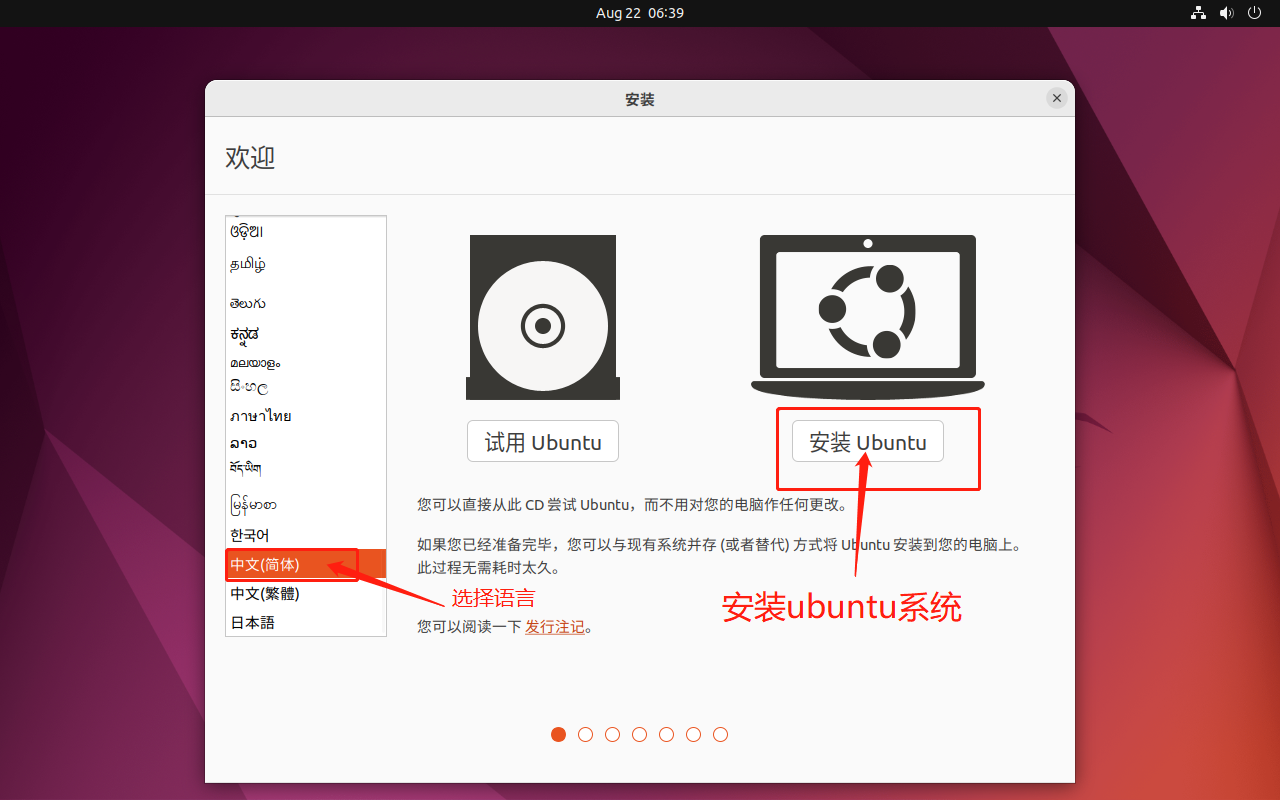 Aug 22 06:39
安装
欢迎
ଓଡ଼ିଆ
தமிழ்
తెలుగు
ಕನ್ನಡ
മലയാളം
සිංහල
ภาษาไทย
ລາວ
བོད་ཡིག
မြန်မာစာ
한국어
中文(简体)
中文(繁體)
日本語
试用 Ubuntu
安装 Ubuntu
您可以直接从此 CD 尝试 Ubuntu，而不用对您的电脑作任何更改。
如果您已经准备完毕，您可以与现有系统并存 (或者替代) 方式将 Ubuntu 安装到您的电脑上。
此过程无需耗时太久。
选择语言
安装ubuntu系统
您可以阅读一下 发行注记。